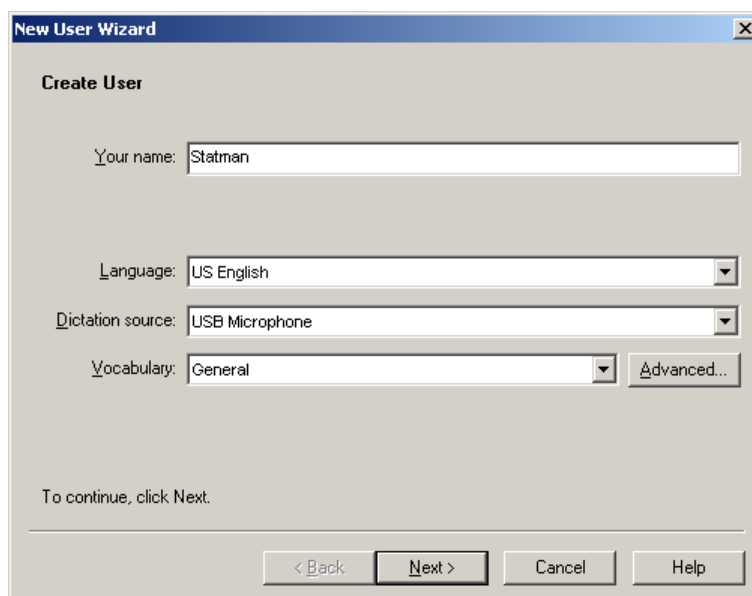 New User Wizard
Create User
Your name: Statman
Language: US English
Dictation source: USB Microphone
Vocabulary: General Advanced...
To continue, click Next.
< Back Next > Cancel Help